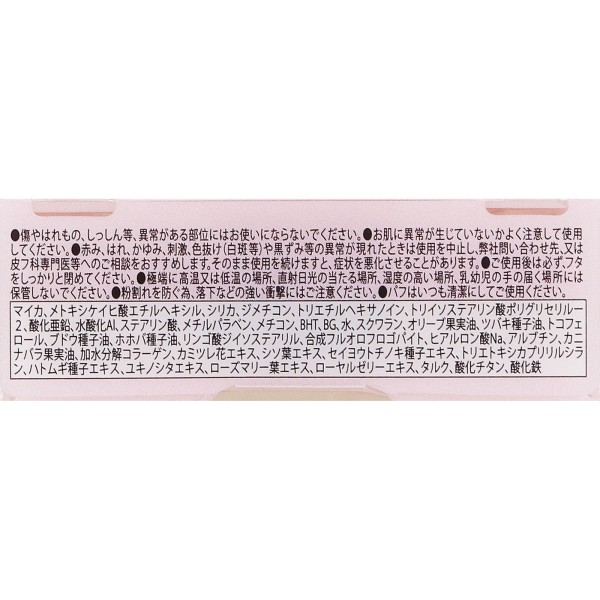 ●傷やはれもの、しっしん等、異常がある部位にはお使いにならないでください。●お肌に異常が生じていないかよく注意して使用
してください。●赤み、はれ、かゆみ、刺激、色抜け(白斑等)や黒ずみ等の異常が現れたときは使用を中止し、弊社問い合わせ先、又は
皮フ科専門医等へのご相談をおすすめします。そのまま使用を続けますと、症状を悪化させることがあります。●ご使用後は必ず、フタ
をしっかりと閉めてください。●極端に高温又は低温の場所、直射日光の当たる場所、湿度の高い場所、乳幼児の手の届く場所には
保管しないでください。●粉割れを防ぐ為、落下などの強い衝撃にはご注意ください。●パフはいつも清潔にしてご使用ください。
マイカ、メトキシケイヒ酸エチルヘキシル、シリカ、ジメチコン、トリエチルヘキサノイン、トリイソステアリン酸ポリグリセリル-
2、酸化亜鉛、水酸化Al、ステアリン酸、メチルパラベン、メチコン、BHT、BG、水、スクワラン、オリーブ果実油、ツバキ種子油、トコフェ
ロール、ブドウ種子油、ホホバ種子油、リンゴ酸ジイソステアリル、合成フルオロフロゴパイト、ヒアルロン酸Na、アルブチン、カニ
ナバラ果実油、加水分解コラーゲン、カミツレ花エキス、シソ葉エキス、セイヨウトチノキ種子エキス、トリエトキシカプリリルシラ
ン、ハトムギ種子エキス、ユキノシタエキス、ローズマリー葉エキス、ローヤルゼリーエキス、タルク、酸化チタン、酸化鉄